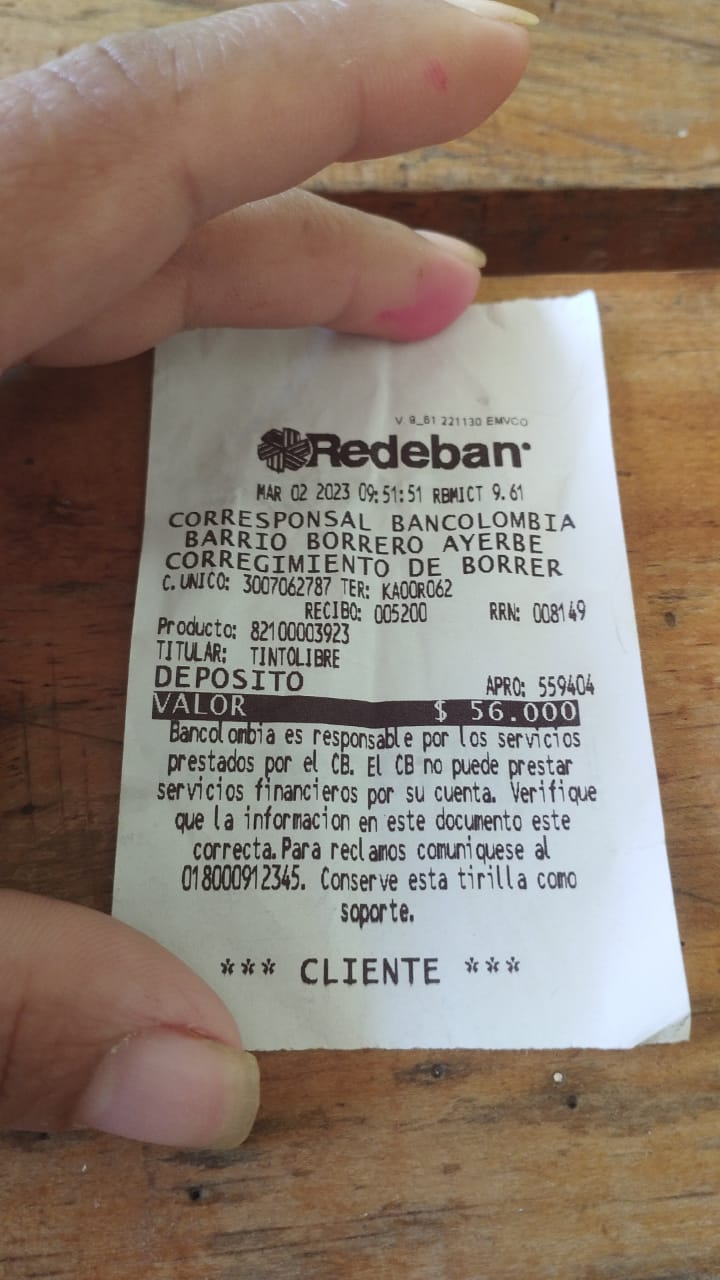 V 9_61 221130 EMVCO
Redeban
MAR 02 2023 09:51:51 RBMICT 9.61
CORRESPONSAL BANCOLOMBIA
BARRIO BORRERO AYERBE
CORREGIMIENTO DE BORRER
C. UNICO: 3007062787 TER: KA00R062
RECIBO: 005200 RRN: 008149
Producto: 82100003923
TITULAR: TINTOLIBRE
DEPOSITO APRO: 559404
VALOR $ 56.000
Bancolombia es responsable por los servicios
prestados por el CB. El CB no puede prestar
servicios financieros por su cuenta. Verifique
que la informacion en este documento este
correcta. Para reclamos comuniquese al
018000912345. Conserve esta tirilla como
soporte.
*** CLIENTE ***